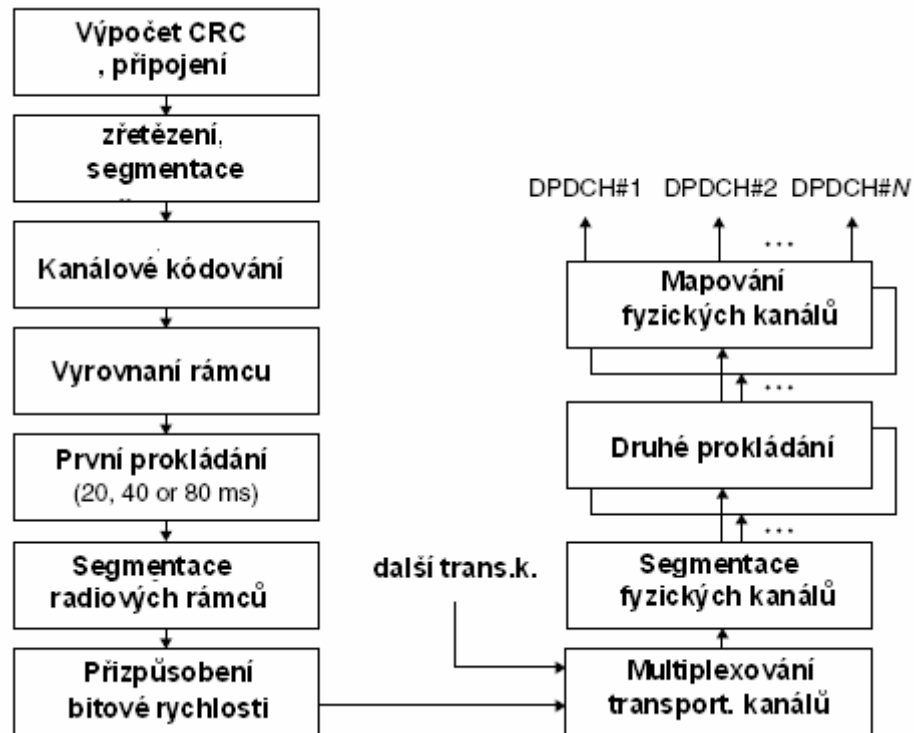 Výpočet CRC
, připojení
zřetězení,
segmentace
Kanálové kódování
Vyrovnaní rámcu
První prokládání
(20, 40 or 80 ms)
Segmentace
radiových rámců
Přizpůsobení
bitové rychlosti
další trans.k.
DPDCH#1 DPDCH#2 DPDCH#N
...
Mapování
fyzických kanálů
...
Druhé prokládání
...
Segmentace
fyzických kanálů
Multiplexování
transport. kanálů